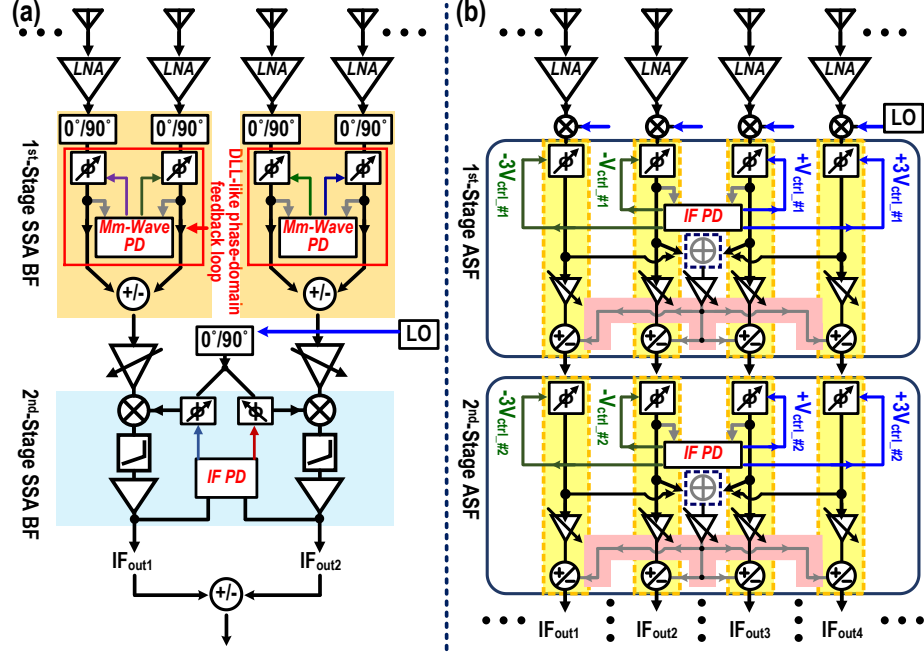 (a)
LNA LNA LNA LNA
0°/90° 0°/90° 0°/90° 0°/90°
1st-Stage SSA BF
ϕ ϕ ϕ ϕ
Mm-Wave
PD
DLL-like phase-domain
feedback loop
Mm-Wave
PD
+/- +/-
0°/90°
LO
2nd-Stage SSA BF
ϕ ϕ
IF PD
IFout1 IFout2
+/-
(b)
LNA LNA LNA LNA
LO
1st-Stage ASF
ϕ ϕ ϕ ϕ
-3Vctrl_#1
-Vctrl_#1
+Vctrl_#1
+3Vctrl_#1
IF PD
2nd-Stage ASF
ϕ ϕ ϕ ϕ
-3Vctrl_#2
-Vctrl_#2
+Vctrl_#2
+3Vctrl_#2
IF PD
IFout1 IFout2 IFout3 IFout4